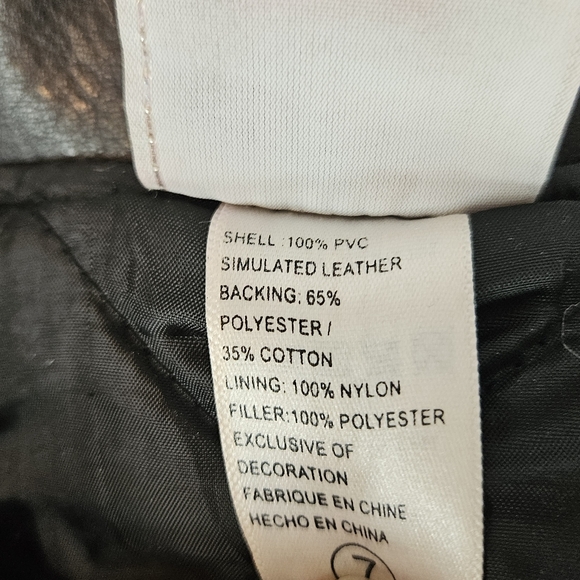 SHELL :100% PVC
SIMULATED LEATHER
BACKING: 65%
POLYESTER /
35% COTTON
LINING: 100% NYLON
FILLER:100% POLYESTER
EXCLUSIVE OF
DECORATION
FABRIQUE EN CHINE
HECHO EN CHINA
7